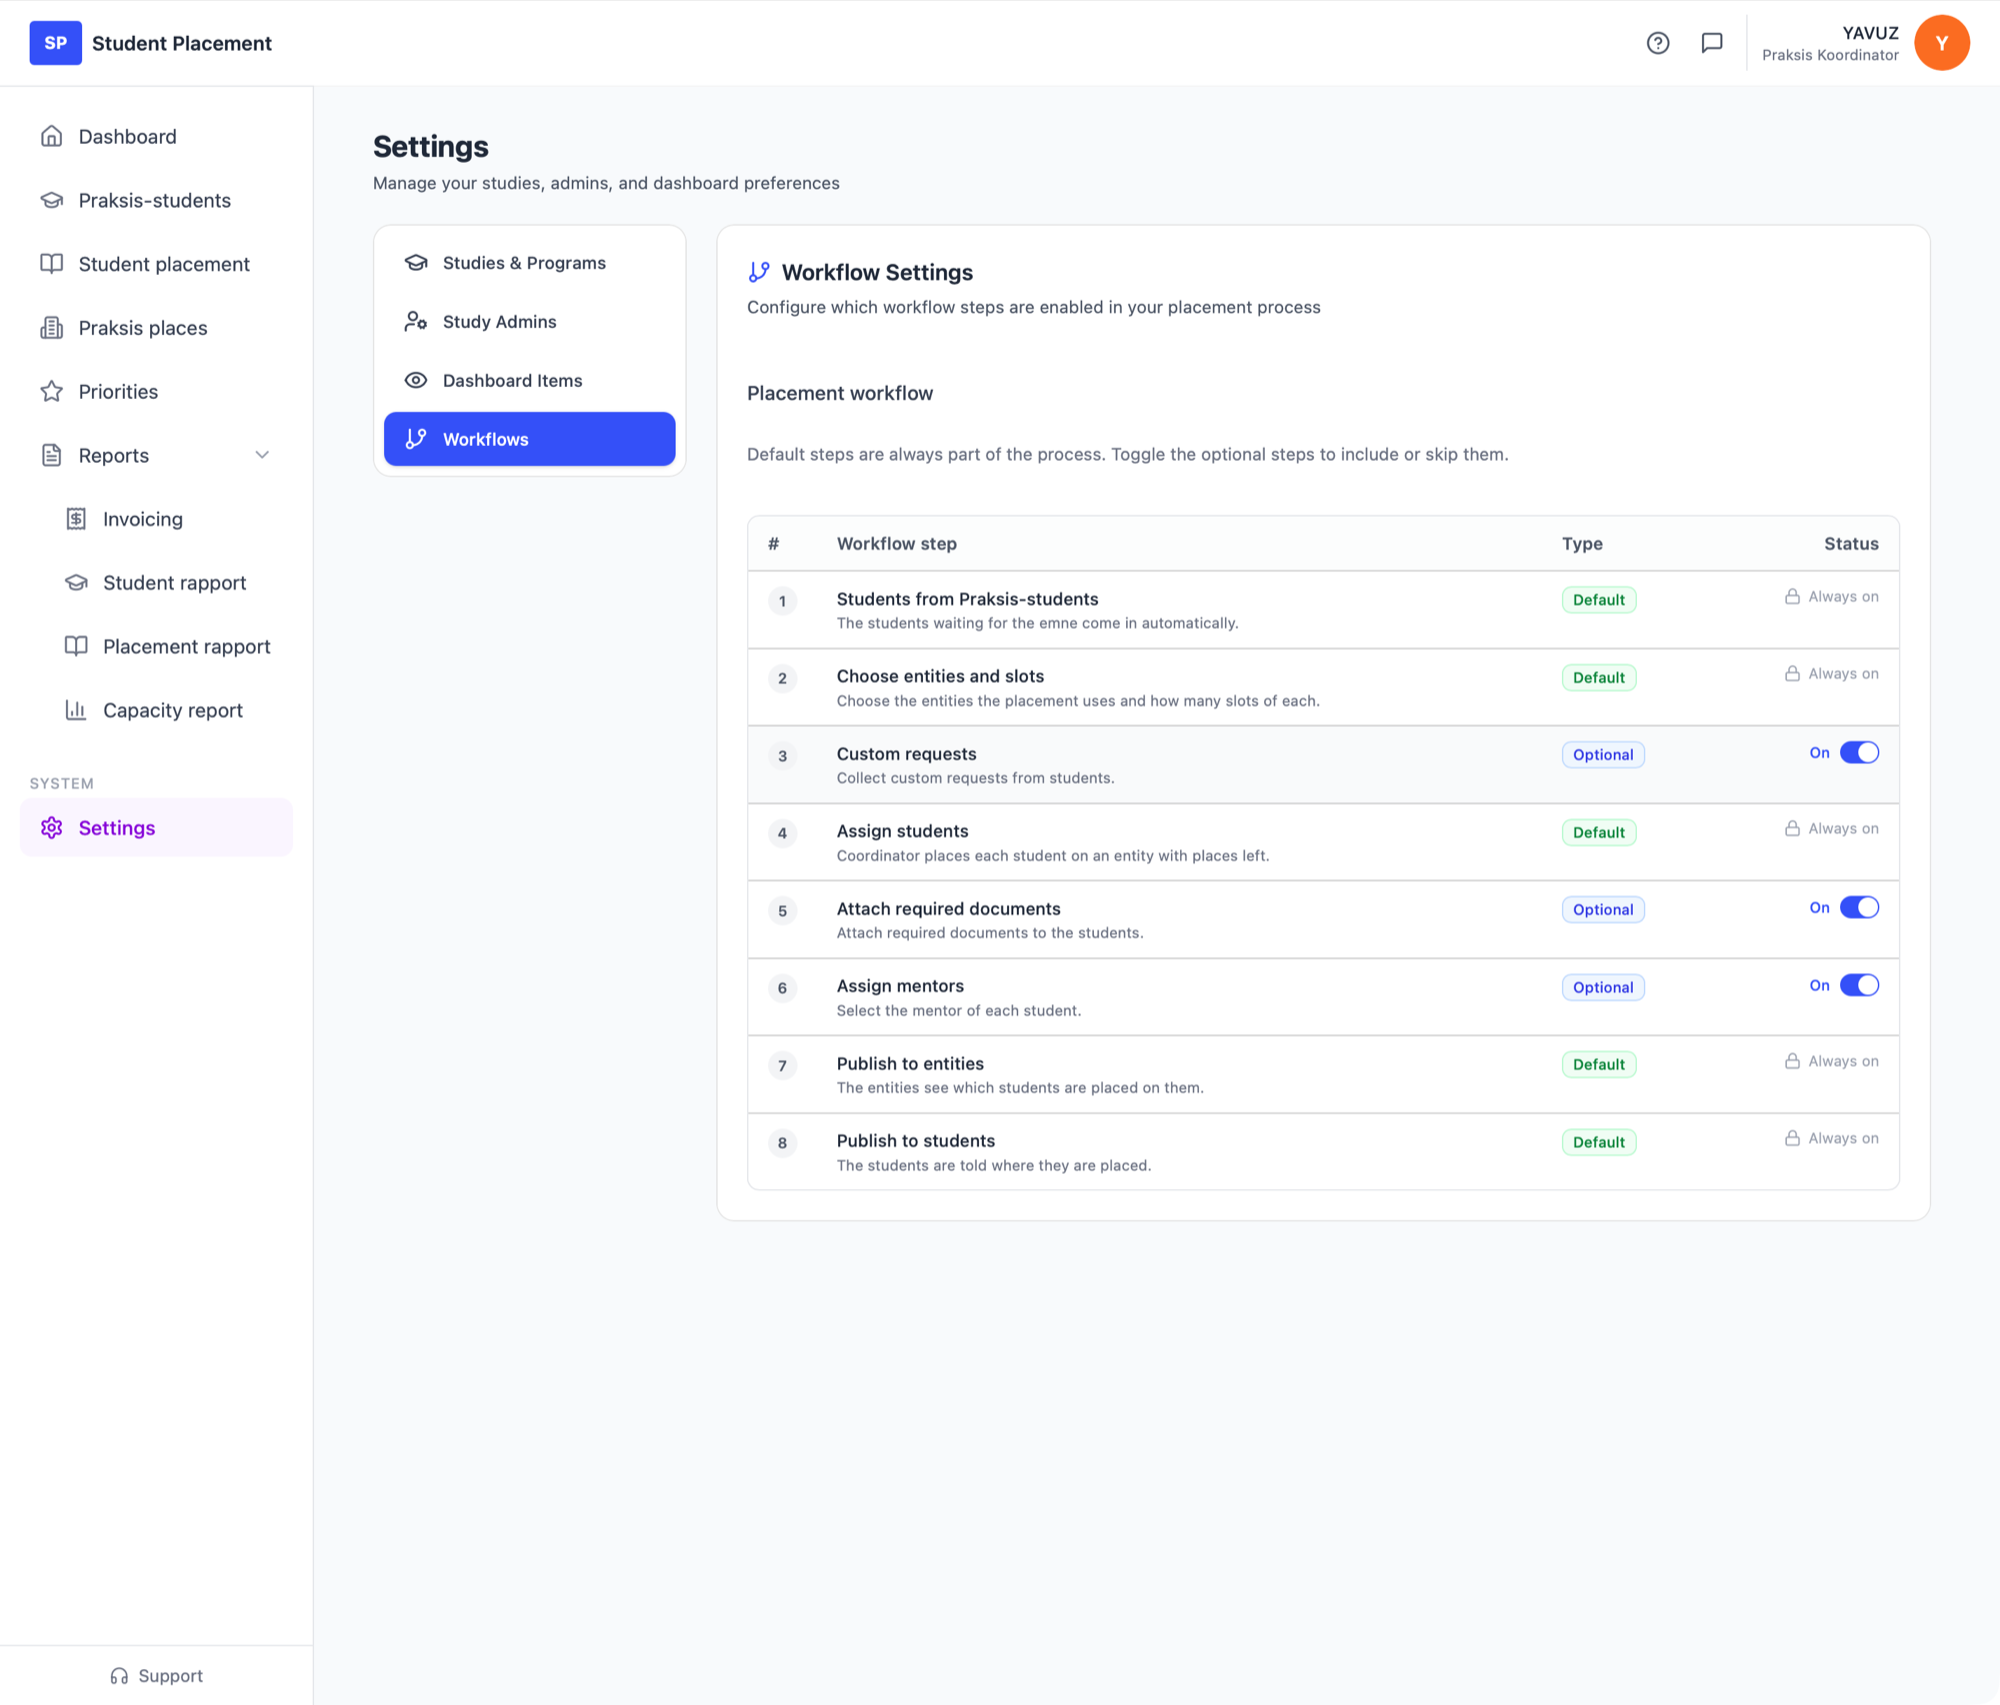 SP Student Placement
YAVUZ
Praksis Koordinator
Y
Dashboard
Praksis-students
Student placement
Praksis places
Priorities
Reports
Invoicing
Student rapport
Placement rapport
Capacity report
SYSTEM
Settings
Support
Settings
Manage your studies, admins, and dashboard preferences
Studies & Programs
Study Admins
Dashboard Items
Workflows
Workflow Settings
Configure which workflow steps are enabled in your placement process
Placement workflow
Default steps are always part of the process. Toggle the optional steps to include or skip them.
# Workflow step Type Status
1 Students from Praksis-students Default Always on
The students waiting for the emne come in automatically.
2 Choose entities and slots Default Always on
Choose the entities the placement uses and how many slots of each.
3 Custom requests Optional On
Collect custom requests from students.
4 Assign students Default Always on
Coordinator places each student on an entity with places left.
5 Attach required documents Optional On
Attach required documents to the students.
6 Assign mentors Optional On
Select the mentor of each student.
7 Publish to entities Default Always on
The entities see which students are placed on them.
8 Publish to students Default Always on
The students are told where they are placed.